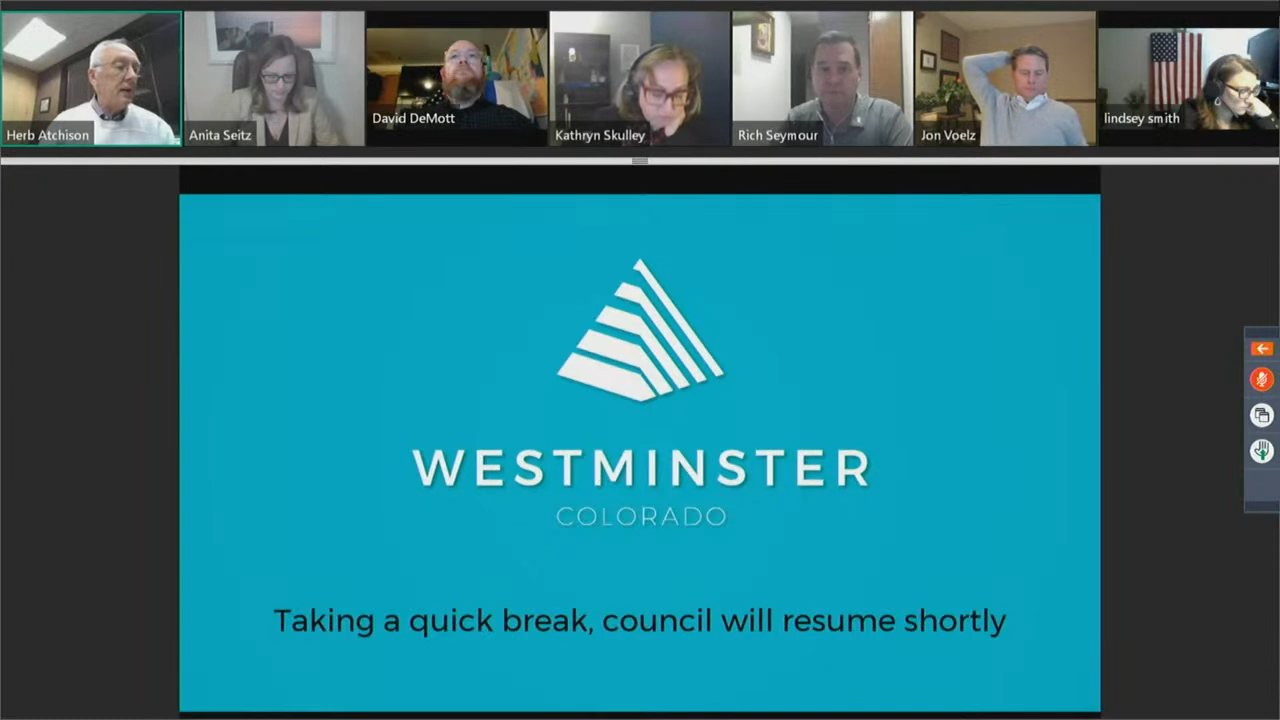 Herb Atchison
Anita Seitz
David DeMott
Kathryn Skulley
Rich Seymour
Jon Voelz
lindsey smith
WESTMINSTER
COLORADO
Taking a quick break, council will resume shortly